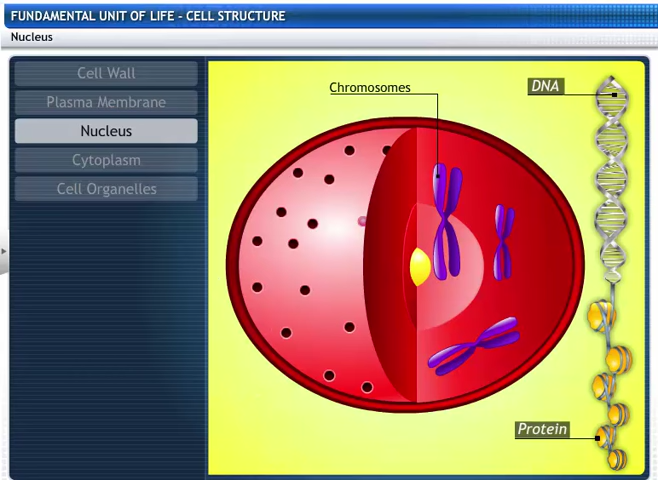 FUNDAMENTAL UNIT OF LIFE - CELL STRUCTURE
Nucleus
Cell Wall
Plasma Membrane
Nucleus
Cytoplasm
Cell Organelles
Chromosomes
DNA
Protein